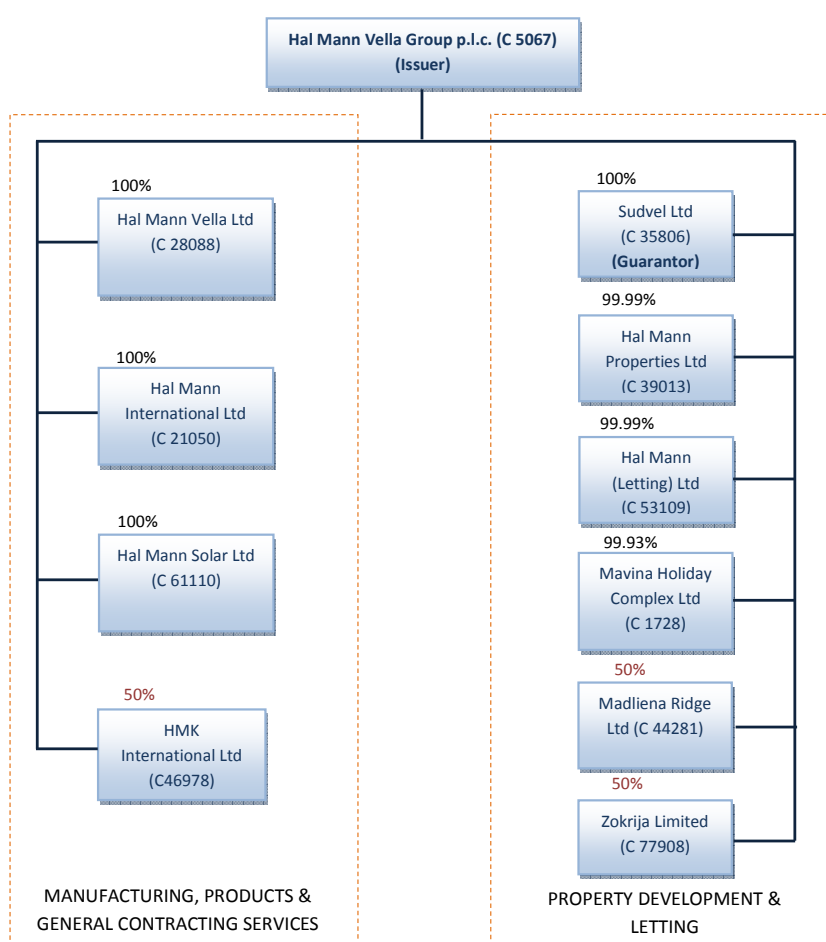 Hal Mann Vella Group p.l.c. (C 5067)
(Issuer)
100%
Hal Mann Vella Ltd
(C 28088)
100%
Hal Mann
International Ltd
(C 21050)
100%
Hal Mann Solar Ltd
(C 61110)
50%
HMK
International Ltd
(C46978)
MANUFACTURING, PRODUCTS &
GENERAL CONTRACTING SERVICES
100%
Sudvel Ltd
(C 35806)
(Guarantor)
99.99%
Hal Mann
Properties Ltd
(C 39013)
99.99%
Hal Mann
(Letting) Ltd
(C 53109)
99.93%
Mavina Holiday
Complex Ltd
(C 1728)
50%
Madliena Ridge
Ltd (C 44281)
50%
Zokrija Limited
(C 77908)
PROPERTY DEVELOPMENT &
LETTING